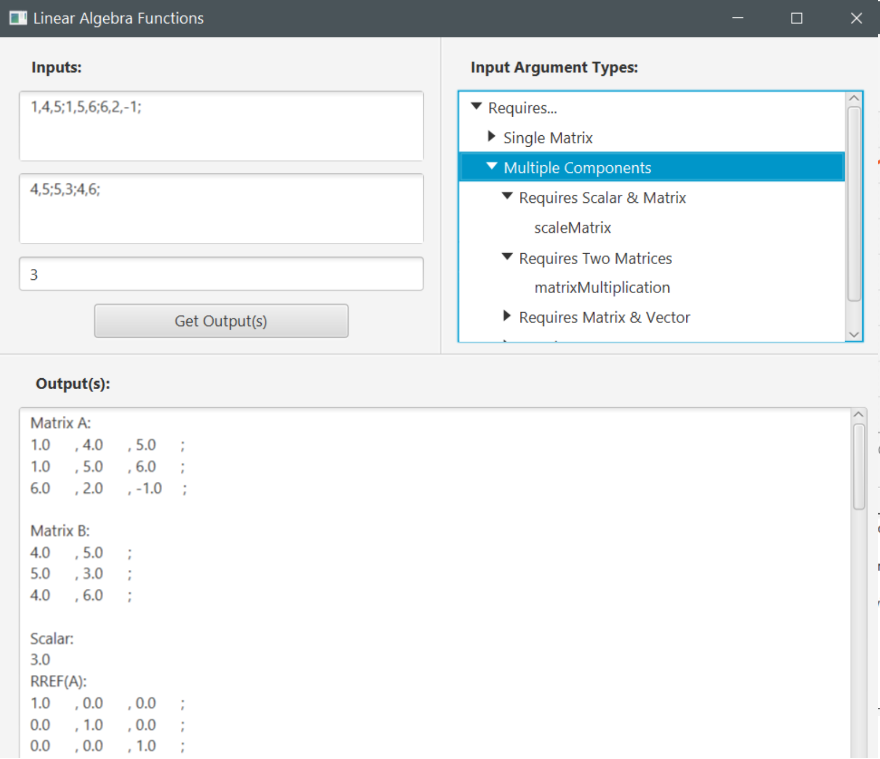 Linear Algebra Functions
Inputs:
1,4,5;1,5,6;6,2,-1;
4,5;5,3;4,6;
3
Get Output(s)
Input Argument Types:
Requires...
Single Matrix
Multiple Components
Requires Scalar & Matrix
scaleMatrix
Requires Two Matrices
matrixMultiplication
Requires Matrix & Vector
Output(s):
Matrix A:
1.0 , 4.0 , 5.0 ;
1.0 , 5.0 , 6.0 ;
6.0 , 2.0 , -1.0 ;
Matrix B:
4.0 , 5.0 ;
5.0 , 3.0 ;
4.0 , 6.0 ;
Scalar:
3.0
RREF(A):
1.0 , 0.0 , 0.0 ;
0.0 , 1.0 , 0.0 ;
0.0 , 0.0 , 1.0 ;